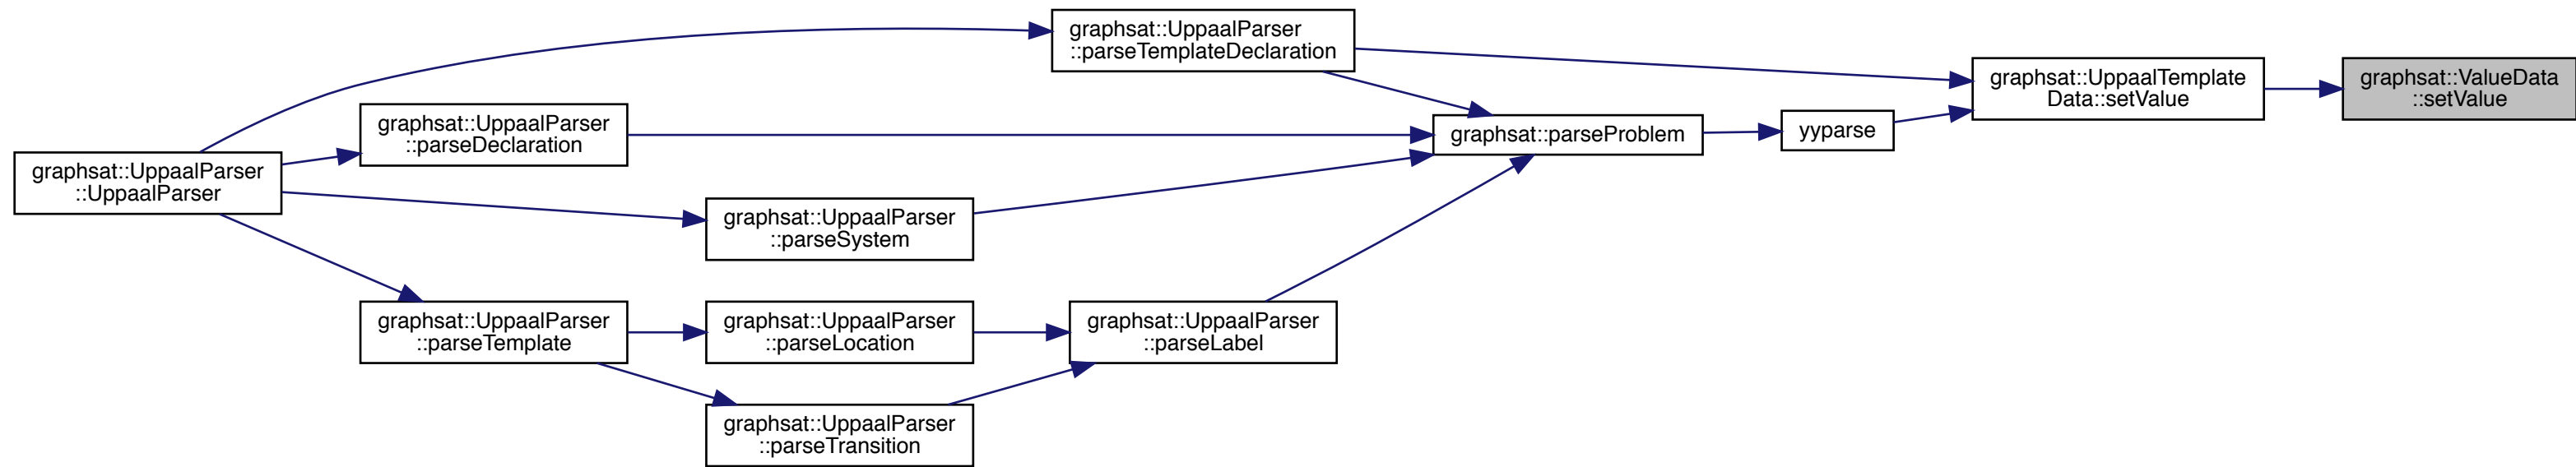 graphsat::UppaalParser
::parseTemplateDeclaration
graphsat::UppaalTemplate
Data::setValue
graphsat::ValueData
::setValue
graphsat::UppaalParser
::parseDeclaration
graphsat::parseProblem
yyparse
graphsat::UppaalParser
::UppaalParser
graphsat::UppaalParser
::parseSystem
graphsat::UppaalParser
::parseTemplate
graphsat::UppaalParser
::parseLocation
graphsat::UppaalParser
::parseLabel
graphsat::UppaalParser
::parseTransition